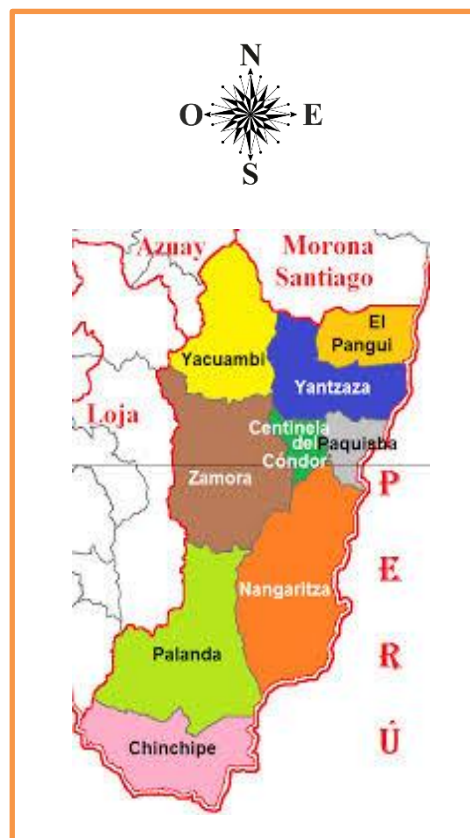 N
O E
S
Azuay
Morona
Santiago
El
Pangui
Yacuambi
Yantzaza
Loja
Centinela
del
Cóndor
Paquisha
Zamora
P
E
R
Û
Nangaritza
Palanda
Chinchipe